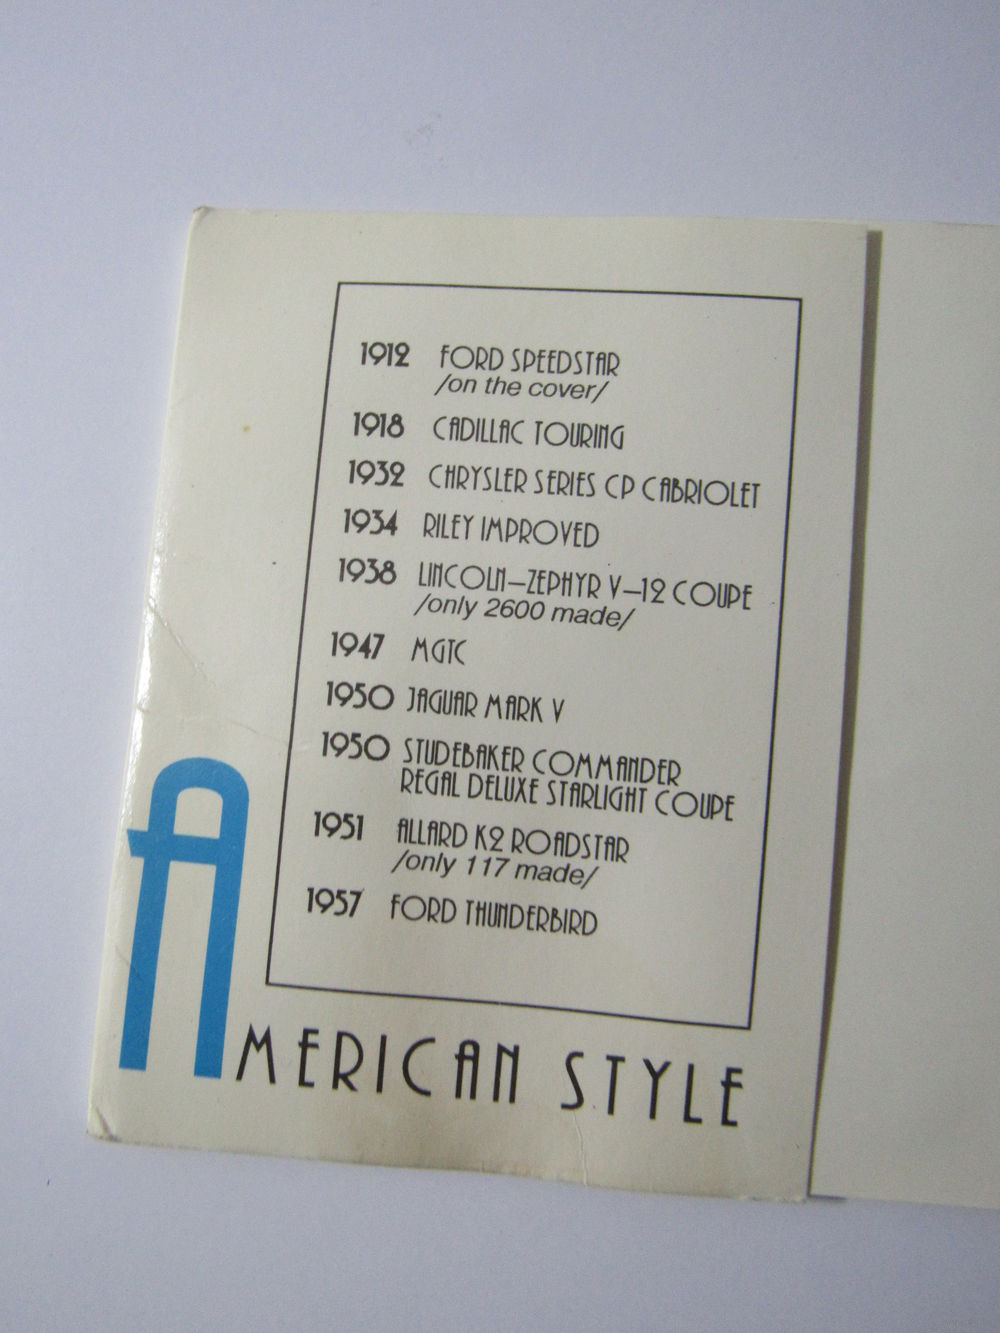 1912 FORD SPEEDSTAR
/on the cover/
1918 CADILLAC TOURING
1932 CHRYSLER SERIES CP CABRIOLET
1934 RILEY IMPROVED
1938 LINCOLN-ZEPHYR V-12 COUPE
/only 2600 made/
1947 MGTC
1950 JAGUAR MARK V
1950 STUDEBAKER COMMANDER
REGAL DELUXE STARLIGHT COUPE
1951 ALLARD K2 ROADSTAR
/only 117 made/
1957 FORD THUNDERBIRD
AMERICAN STYLE